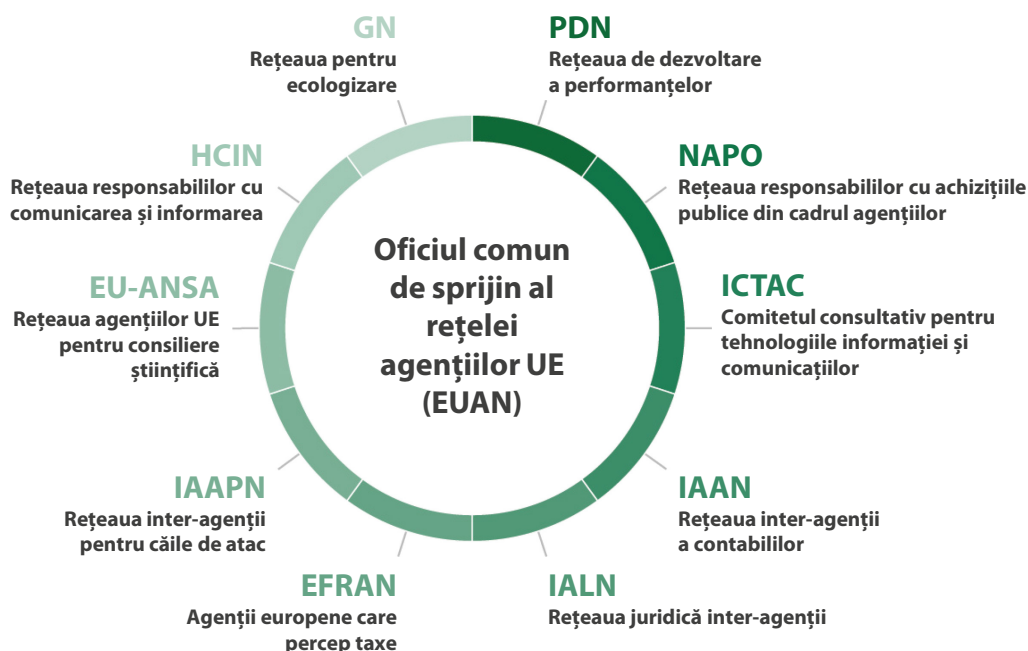 GN
Rețeaua pentru
ecologizare
PDN
Rețeaua de dezvoltare
a performanțelor
HCIN
Rețeaua responsabililor cu
comunicarea și informarea
NAPO
Rețeaua responsabililor cu achizițiile
publice din cadrul agențiilor
Oficiul comun
de sprijin al
rețelei
agențiilor UE
(EUAN)
EU-ANSA
Rețeaua agențiilor UE
pentru consiliere
științifică
ICTAC
Comitetul consultativ pentru
tehnologiile informației și
comunicațiilor
IAAPN
Rețeaua inter-agenții
pentru căile de atac
IAAN
Rețeaua inter-agenții
a contabililor
EFRAN
Agenții europene care
percep taxe
IALN
Rețeaua juridică inter-agenții